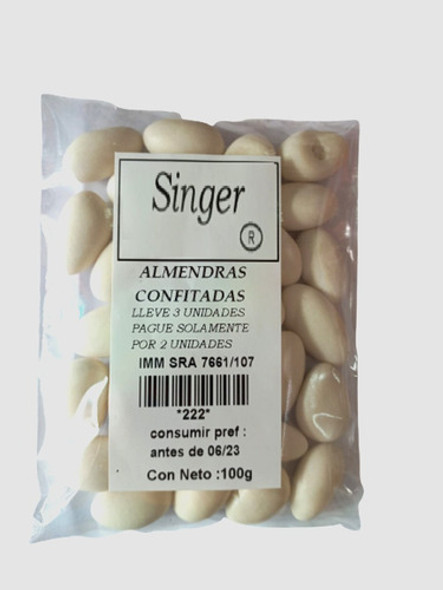 Singer
®
ALMENDRAS
CONFITADAS
LLEVE 3 UNIDADES
PAGUE SOLAMENTE
POR 2 UNIDADES
IMM SRA 7661/107
*222*
consumir pref :
antes de 06/23
Con Neto :100g